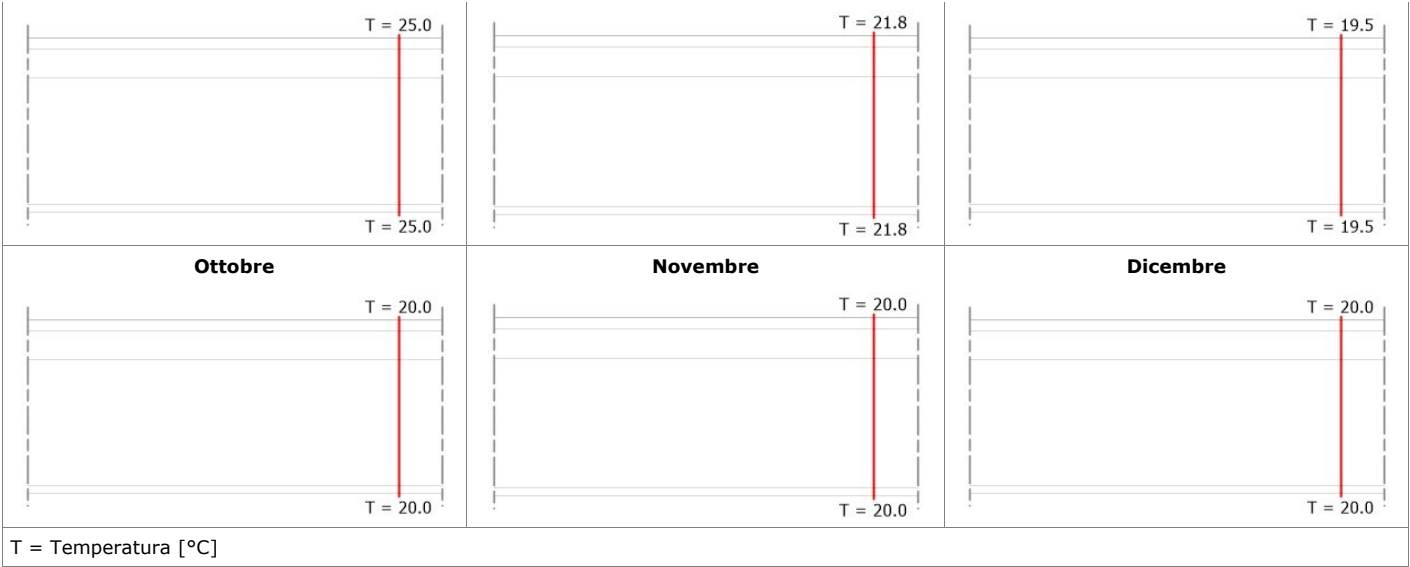 T = 25.0
T = 21.8
T = 19.5
T = 25.0
T = 21.8
T = 19.5
Ottobre
Novembre
Dicembre
T = 20.0
T = 20.0
T = 20.0
T = 20.0
T = 20.0
T = 20.0
T = Temperatura [°C]